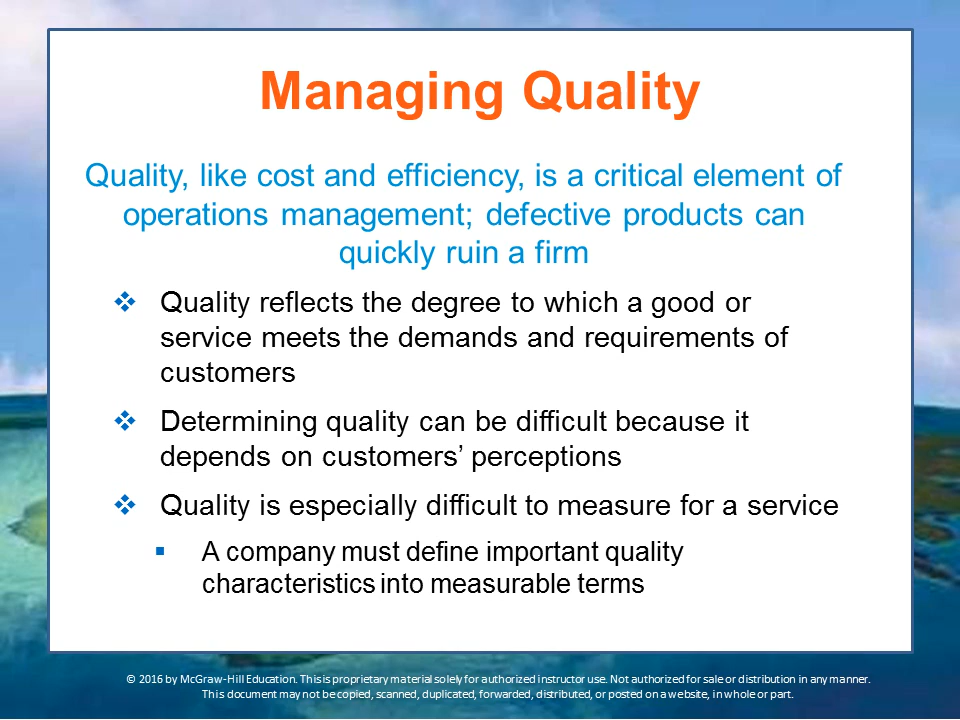 Managing Quality
Quality, like cost and efficiency, is a critical element of
operations management; defective products can
quickly ruin a firm
Quality reflects the degree to which a good or
service meets the demands and requirements of
customers
Determining quality can be difficult because it
depends on customers’ perceptions
Quality is especially difficult to measure for a service
A company must define important quality
characteristics into measurable terms
© 2016 by McGraw-Hill Education. This is proprietary material solely for authorized instructor use. Not authorized for sale or distribution in any manner.
This document may not be copied, scanned, duplicated, forwarded, distributed, or posted on a website, in whole or part.